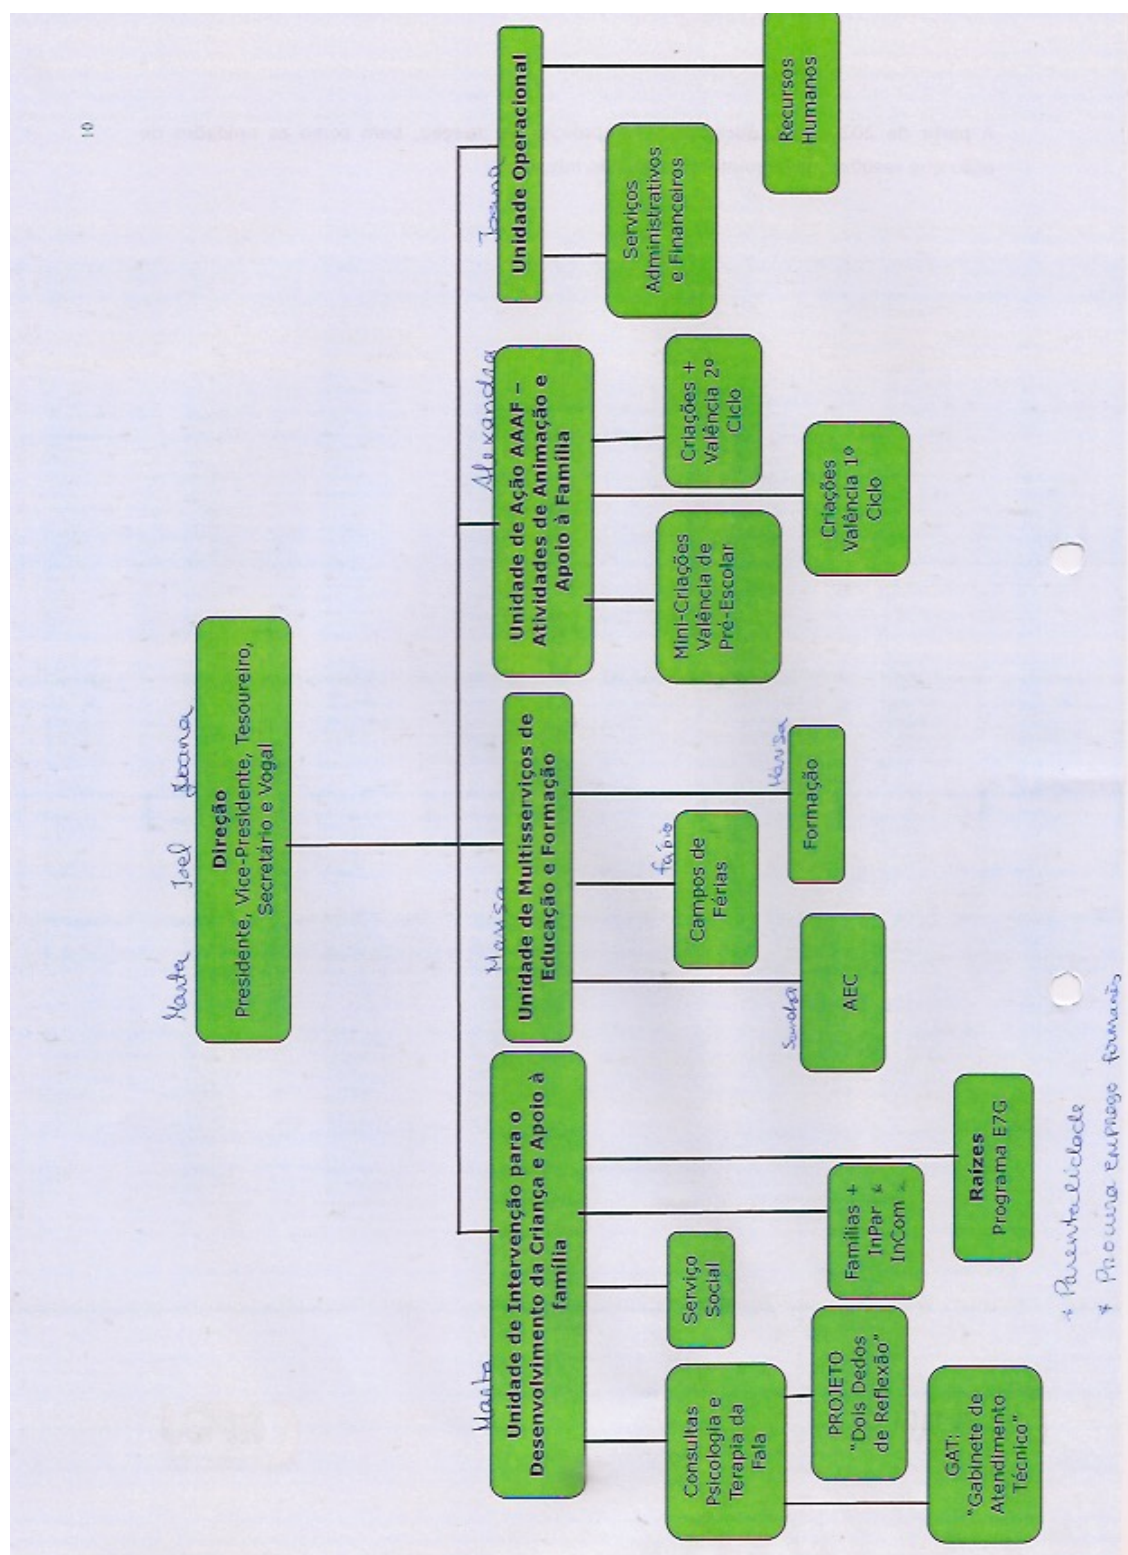 10
Marta Joel Joana
Direção
Presidente, Vice-Presidente, Tesoureiro,
Secretário e Vogal
Marta
Unidade de Intervenção para o
Desenvolvimento da Criança e Apoio à
família
Consultas
Psicologia e
Terapia da
Fala
PROJETO
"Dois Dedos
de Reflexão"
GAT:
"Gabinete de
Atendimento
Técnico"
Serviço
Social
Famílias +
InPar *
InCom *
Raízes
Programa E7G
Marisa
Unidade de Multisserviços de
Educação e Formação
Sandra
AEC
Fábio
Campos de
Férias
Marisa
Formação
Alexandra
Unidade de Ação AAAF –
Atividades de Animação e
Apoio à Família
Mini-Criações
Valência de
Pré-Escolar
Criações
Valência 1º
Ciclo
Criações +
Valência 2º
Ciclo
Joana
Unidade Operacional
Serviços
Administrativos
e Financeiros
Recursos
Humanos
* Parentalidade
* Procura emprego